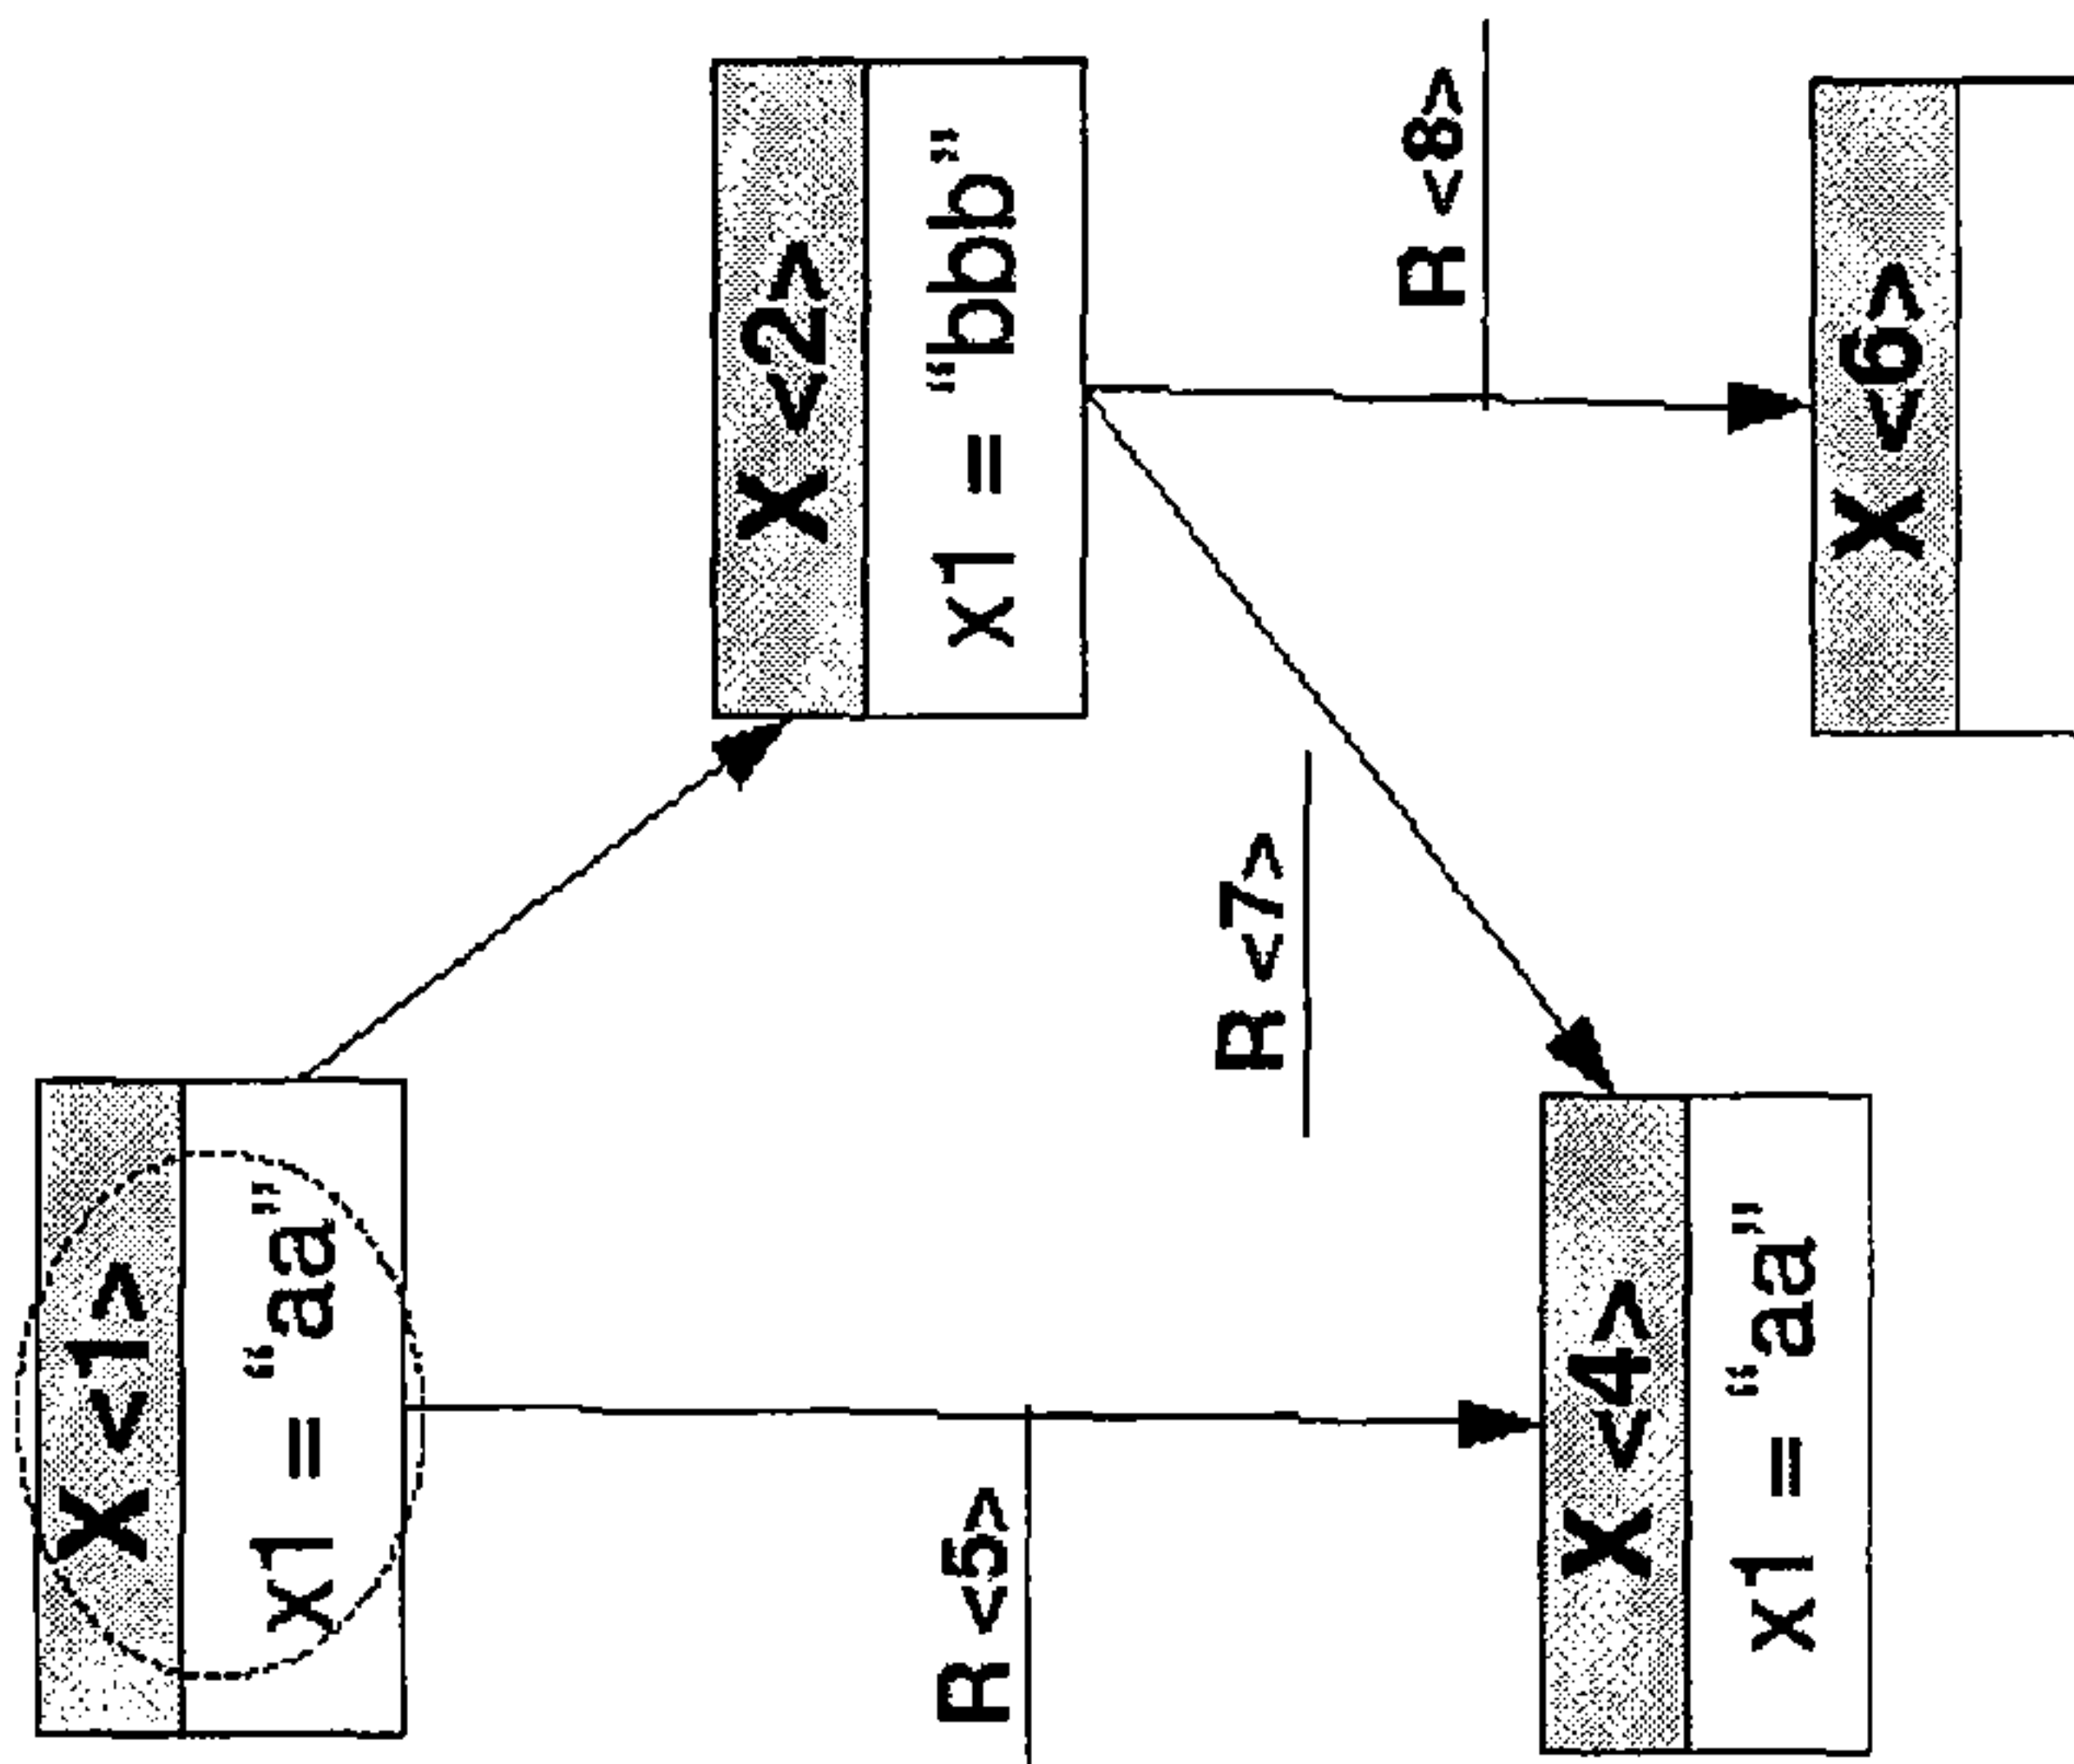 X <1>
x1 = “aa”
X <2>
x1 = “bbb”
R <5>
R <7>
R <8>
X <4>
x1 = “aa”
X <6>